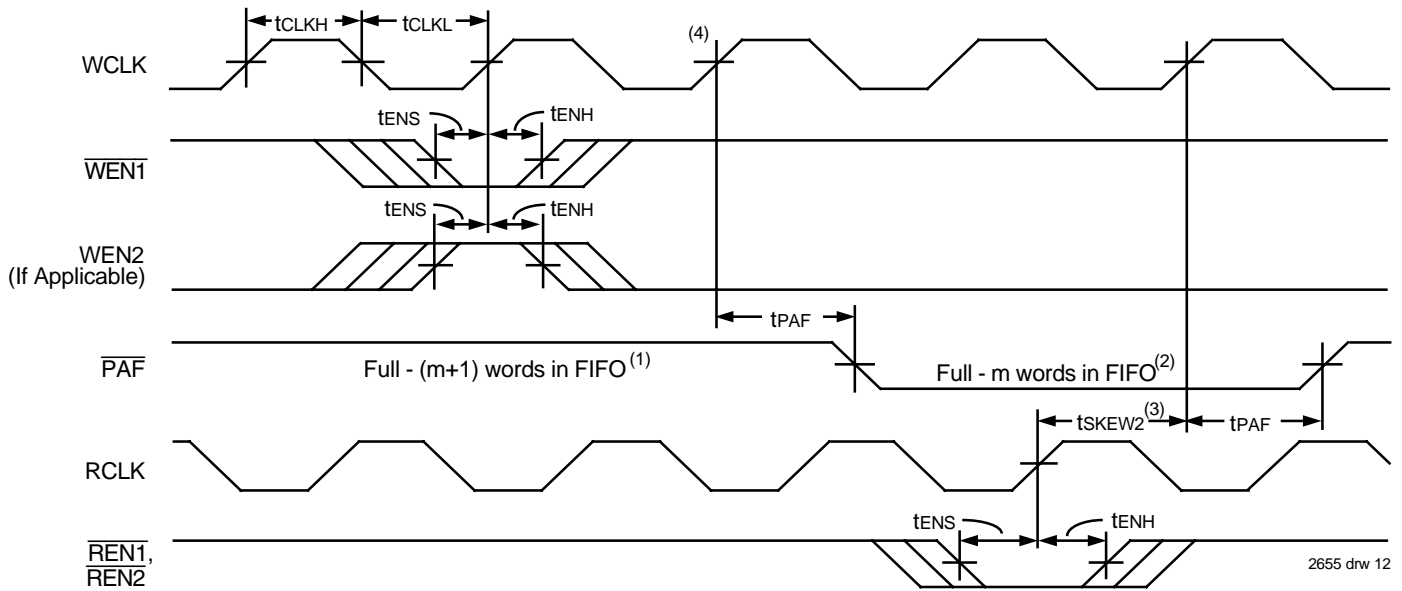 tCLKH
tCLKL
(4)
WCLK
tENS
tENH
WEN1
tENS
tENH
WEN2
(If Applicable)
tPAF
PAF
Full - (m+1) words in FIFO(1)
Full - m words in FIFO(2)
tSKEW2(3)
tPAF
RCLK
tENS
tENH
REN1,
REN2
2655 drw 12